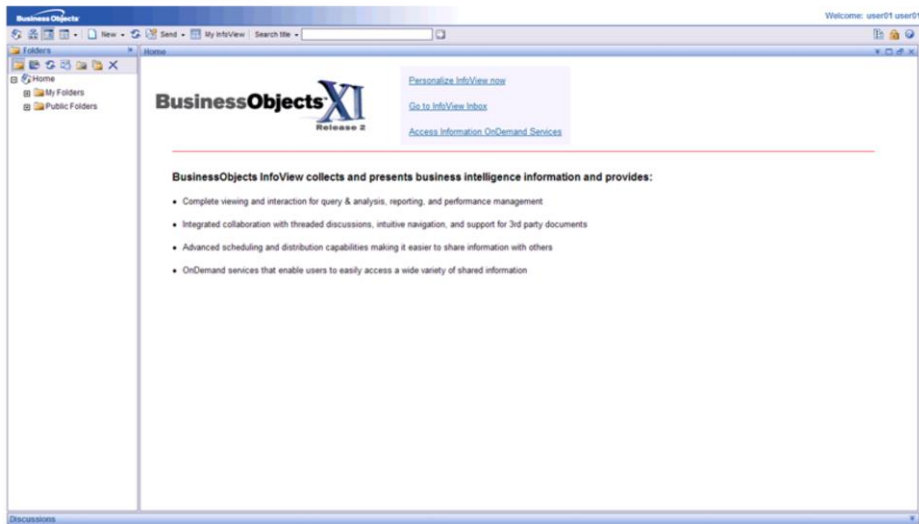 Business Objects
Welcome: user01 user01
New Send My InfoView Search title
Folders
Home
Home
My Folders
Public Folders
BusinessObjects XI
Release 2
Personalize InfoView now
Go to InfoView Inbox
Access Information OnDemand Services
BusinessObjects InfoView collects and presents business intelligence information and provides:
• Complete viewing and interaction for query & analysis, reporting, and performance management
• Integrated collaboration with threaded discussions, intuitive navigation, and support for 3rd party documents
• Advanced scheduling and distribution capabilities making it easier to share information with others
• OnDemand services that enable users to easily access a wide variety of shared information
Discussions